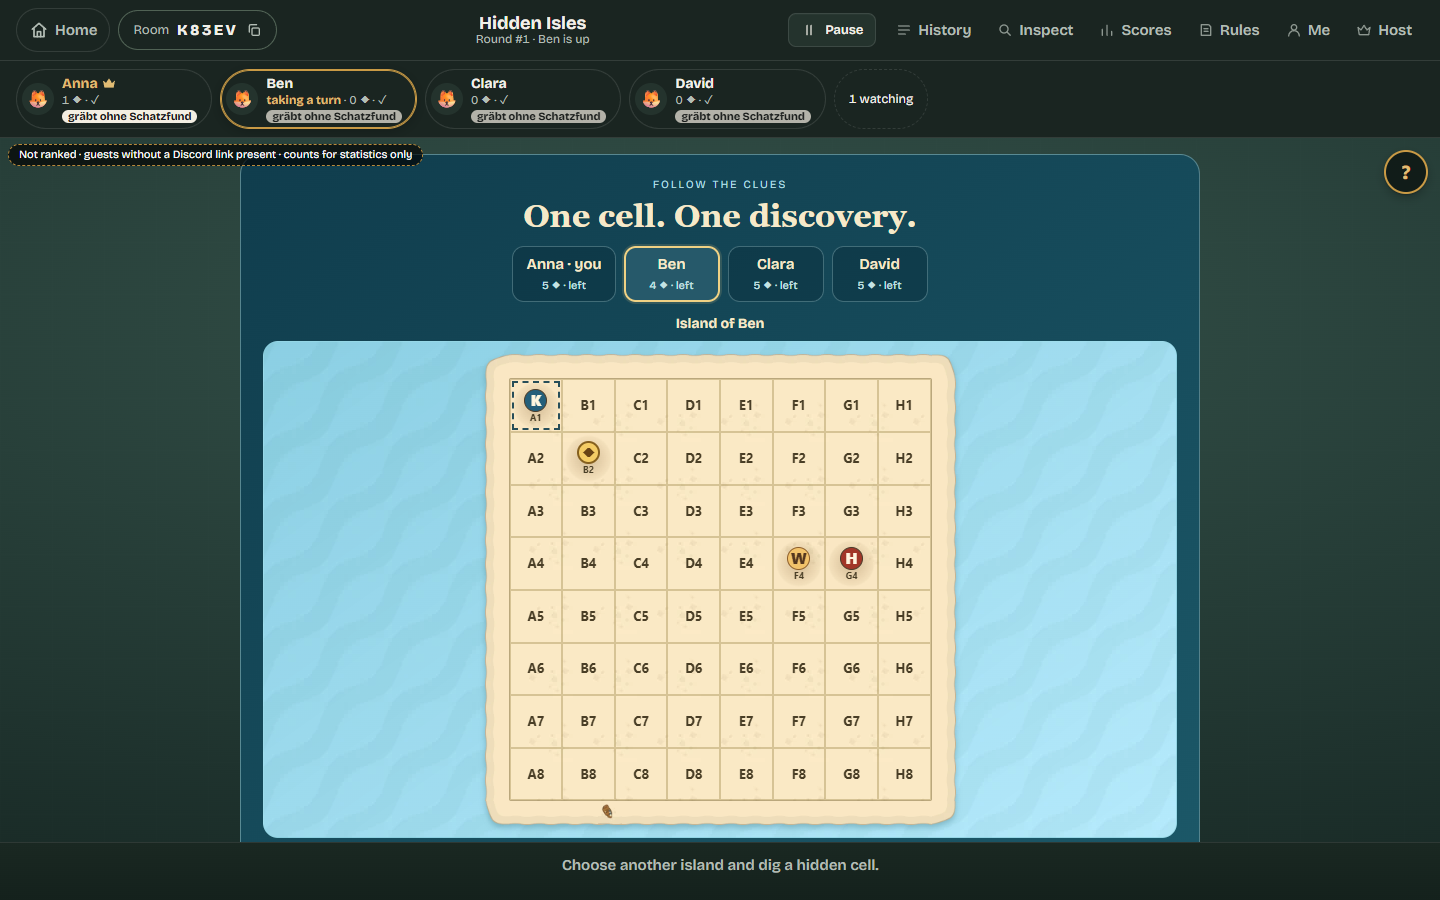 Home
Room K83EV
Hidden Isles
Round #1 · Ben is up
Pause
History
Inspect
Scores
Rules
Me
Host
Anna
1 ◆ · ✓
gräbt ohne Schatzfund
Ben
taking a turn · 0 ◆ · ✓
gräbt ohne Schatzfund
Clara
0 ◆ · ✓
gräbt ohne Schatzfund
David
0 ◆ · ✓
gräbt ohne Schatzfund
1 watching
Not ranked · guests without a Discord link present · counts for statistics only
?
FOLLOW THE CLUES
One cell. One discovery.
Anna · you
5 ◆ · left
Ben
4 ◆ · left
Clara
5 ◆ · left
David
5 ◆ · left
Island of Ben
K
A1 B1 C1 D1 E1 F1 G1 H1
A2 B2 C2 D2 E2 F2 G2 H2
A3 B3 C3 D3 E3 F3 G3 H3
W H
A4 B4 C4 D4 E4 F4 G4 H4
A5 B5 C5 D5 E5 F5 G5 H5
A6 B6 C6 D6 E6 F6 G6 H6
A7 B7 C7 D7 E7 F7 G7 H7
A8 B8 C8 D8 E8 F8 G8 H8
Choose another island and dig a hidden cell.